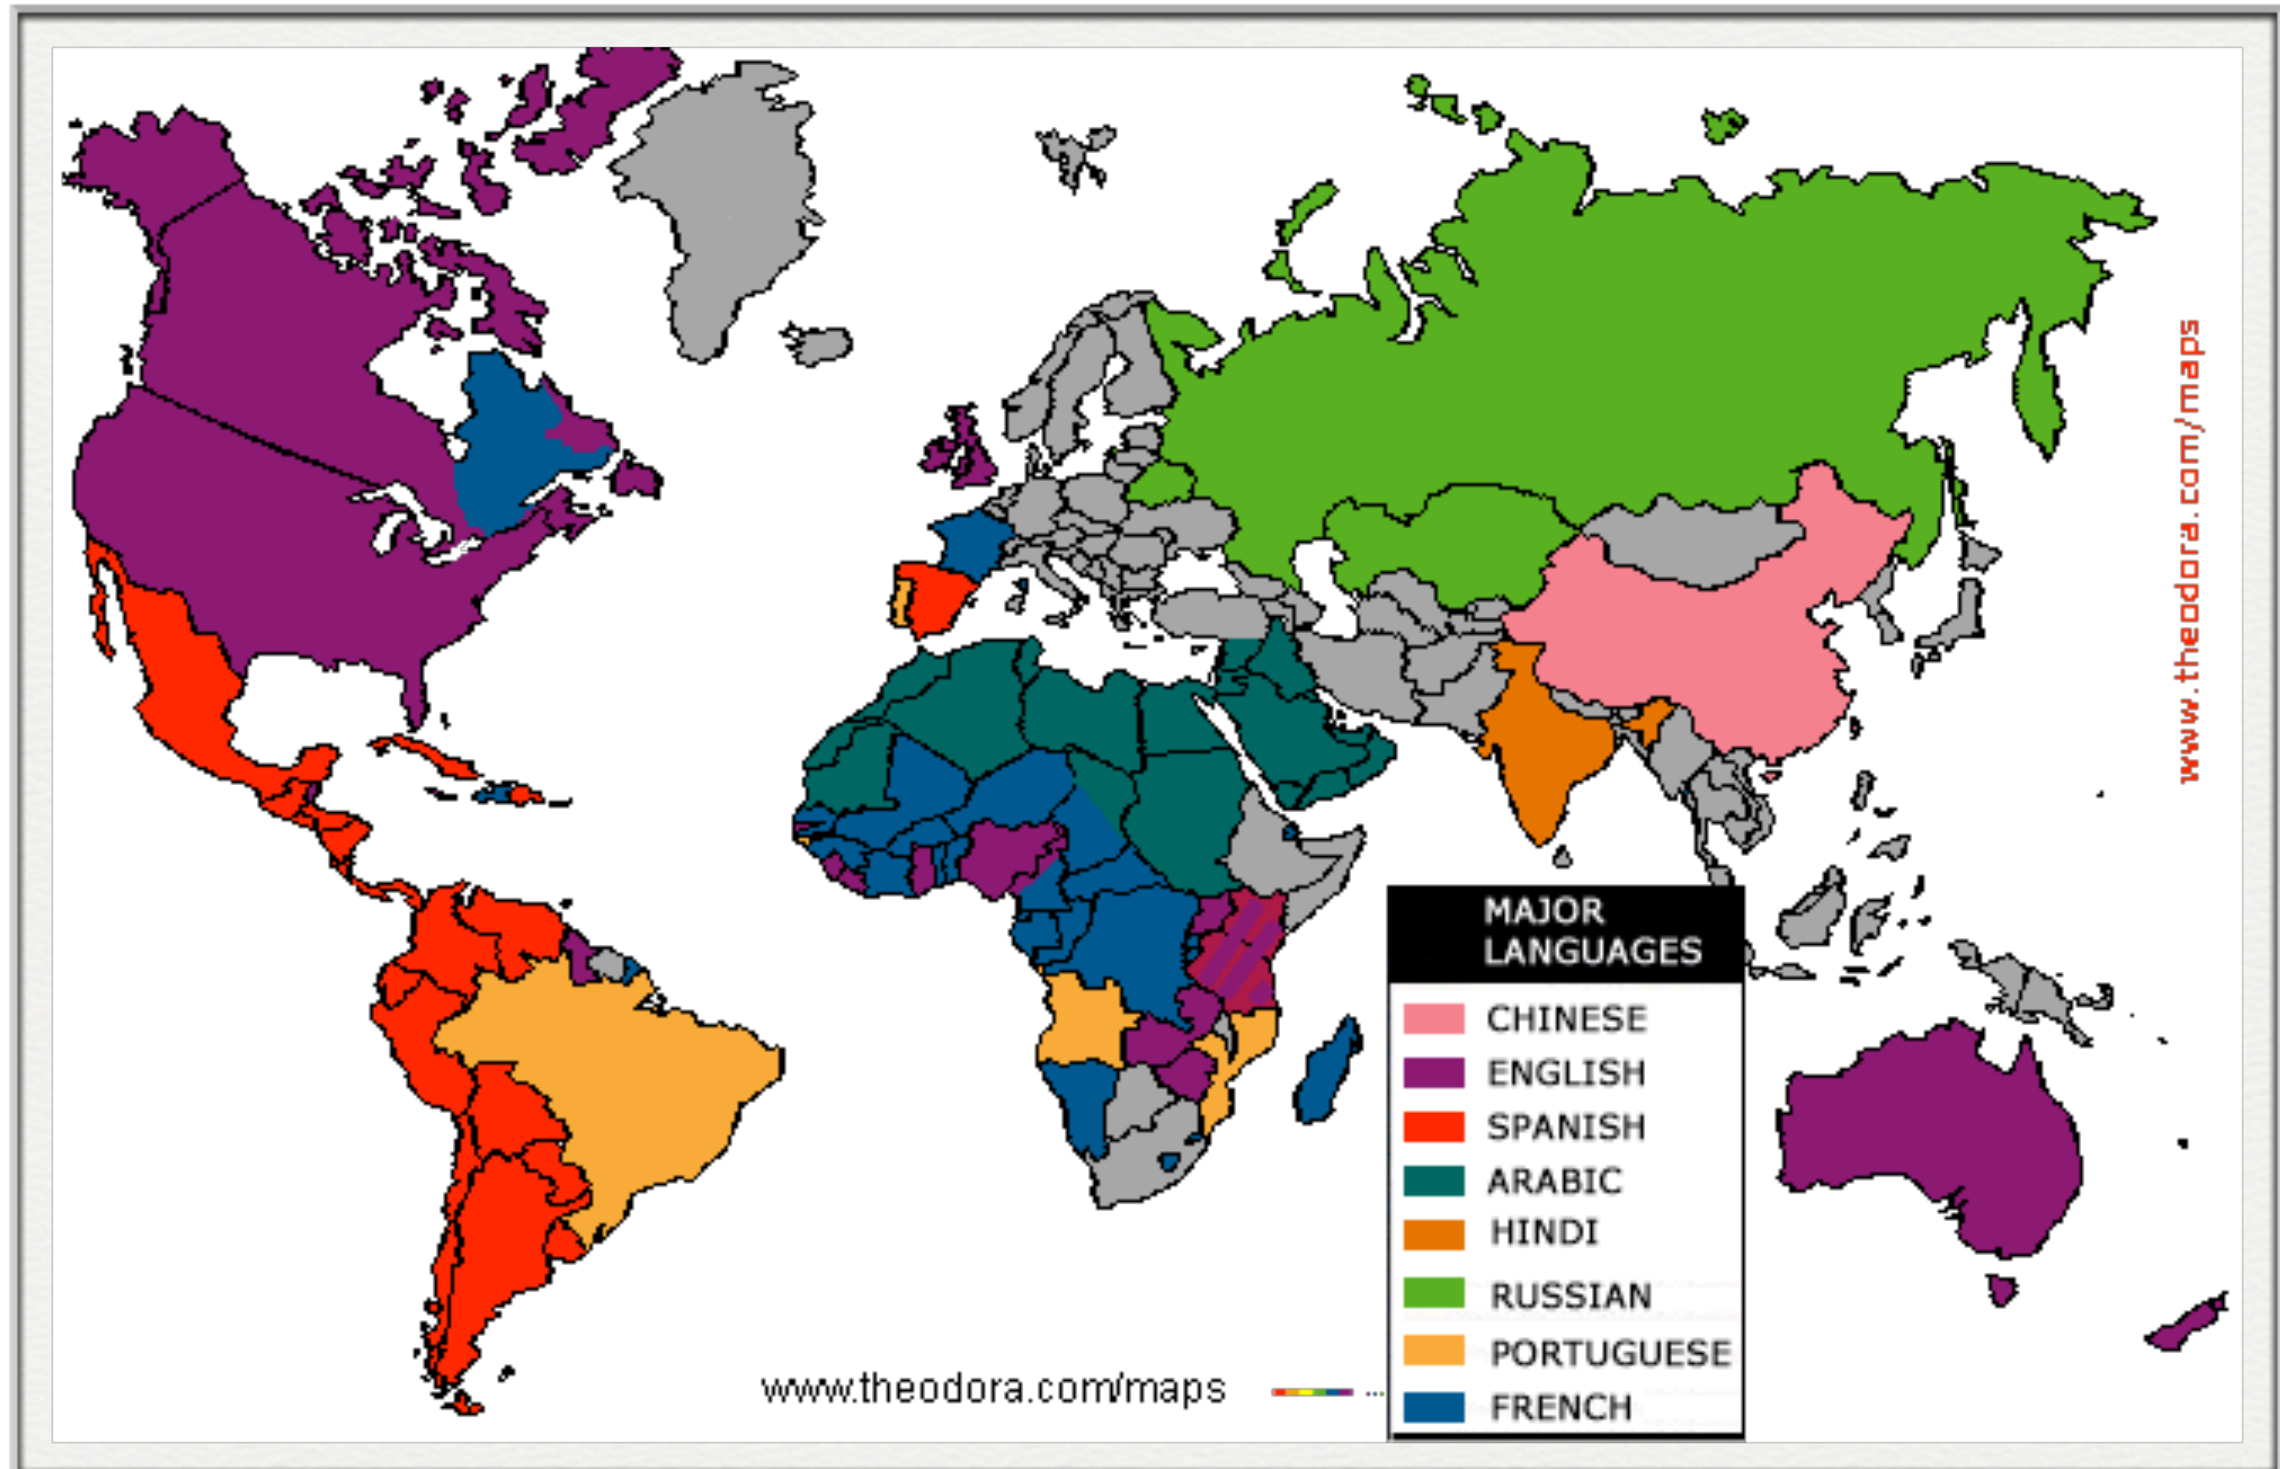 www.theodora.com/maps
MAJOR
LANGUAGES
CHINESE
ENGLISH
SPANISH
ARABIC
HINDI
RUSSIAN
PORTUGUESE
FRENCH
www.theodora.com/maps